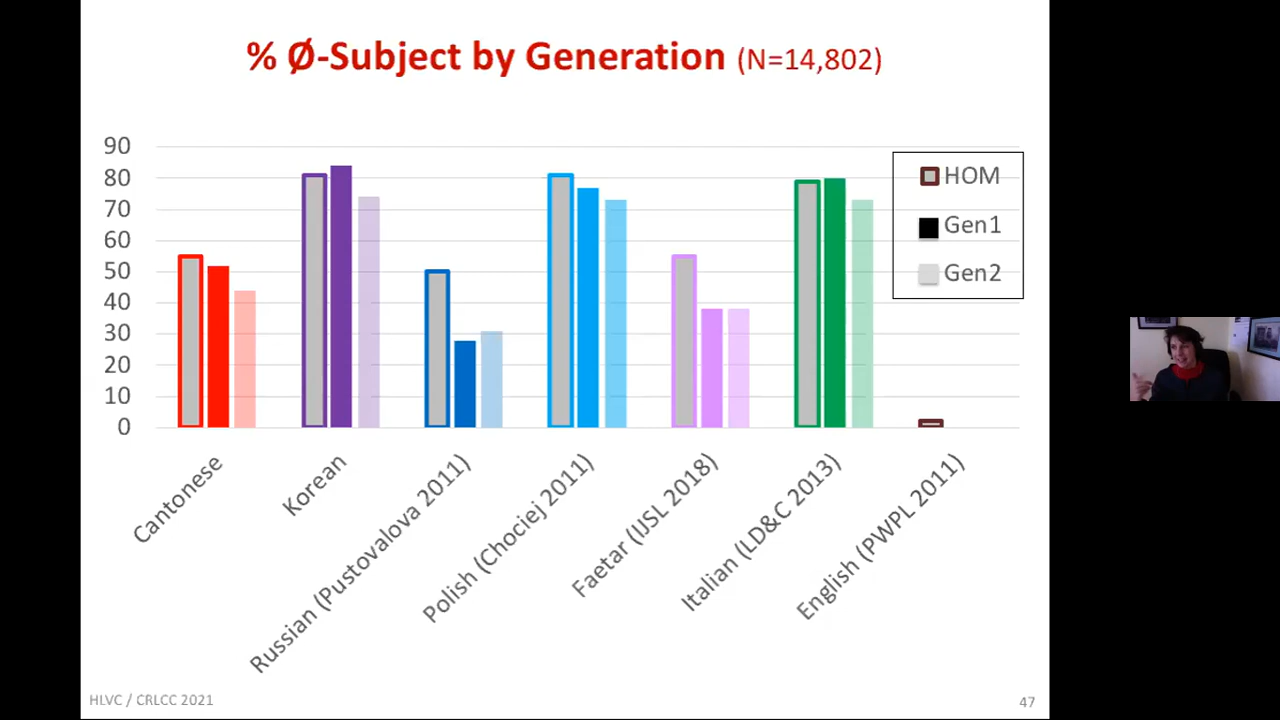 % Ø-Subject by Generation (N=14,802)
90
80
70
60
50
40
30
20
10
0
HOM
Gen1
Gen2
Cantonese
Korean
Russian (Pustovalova 2011)
Polish (Chociej 2011)
Faetar (IJSL 2018)
Italian (LD&C 2013)
English (PWPL 2011)
HLVC / CRLCC 2021
47